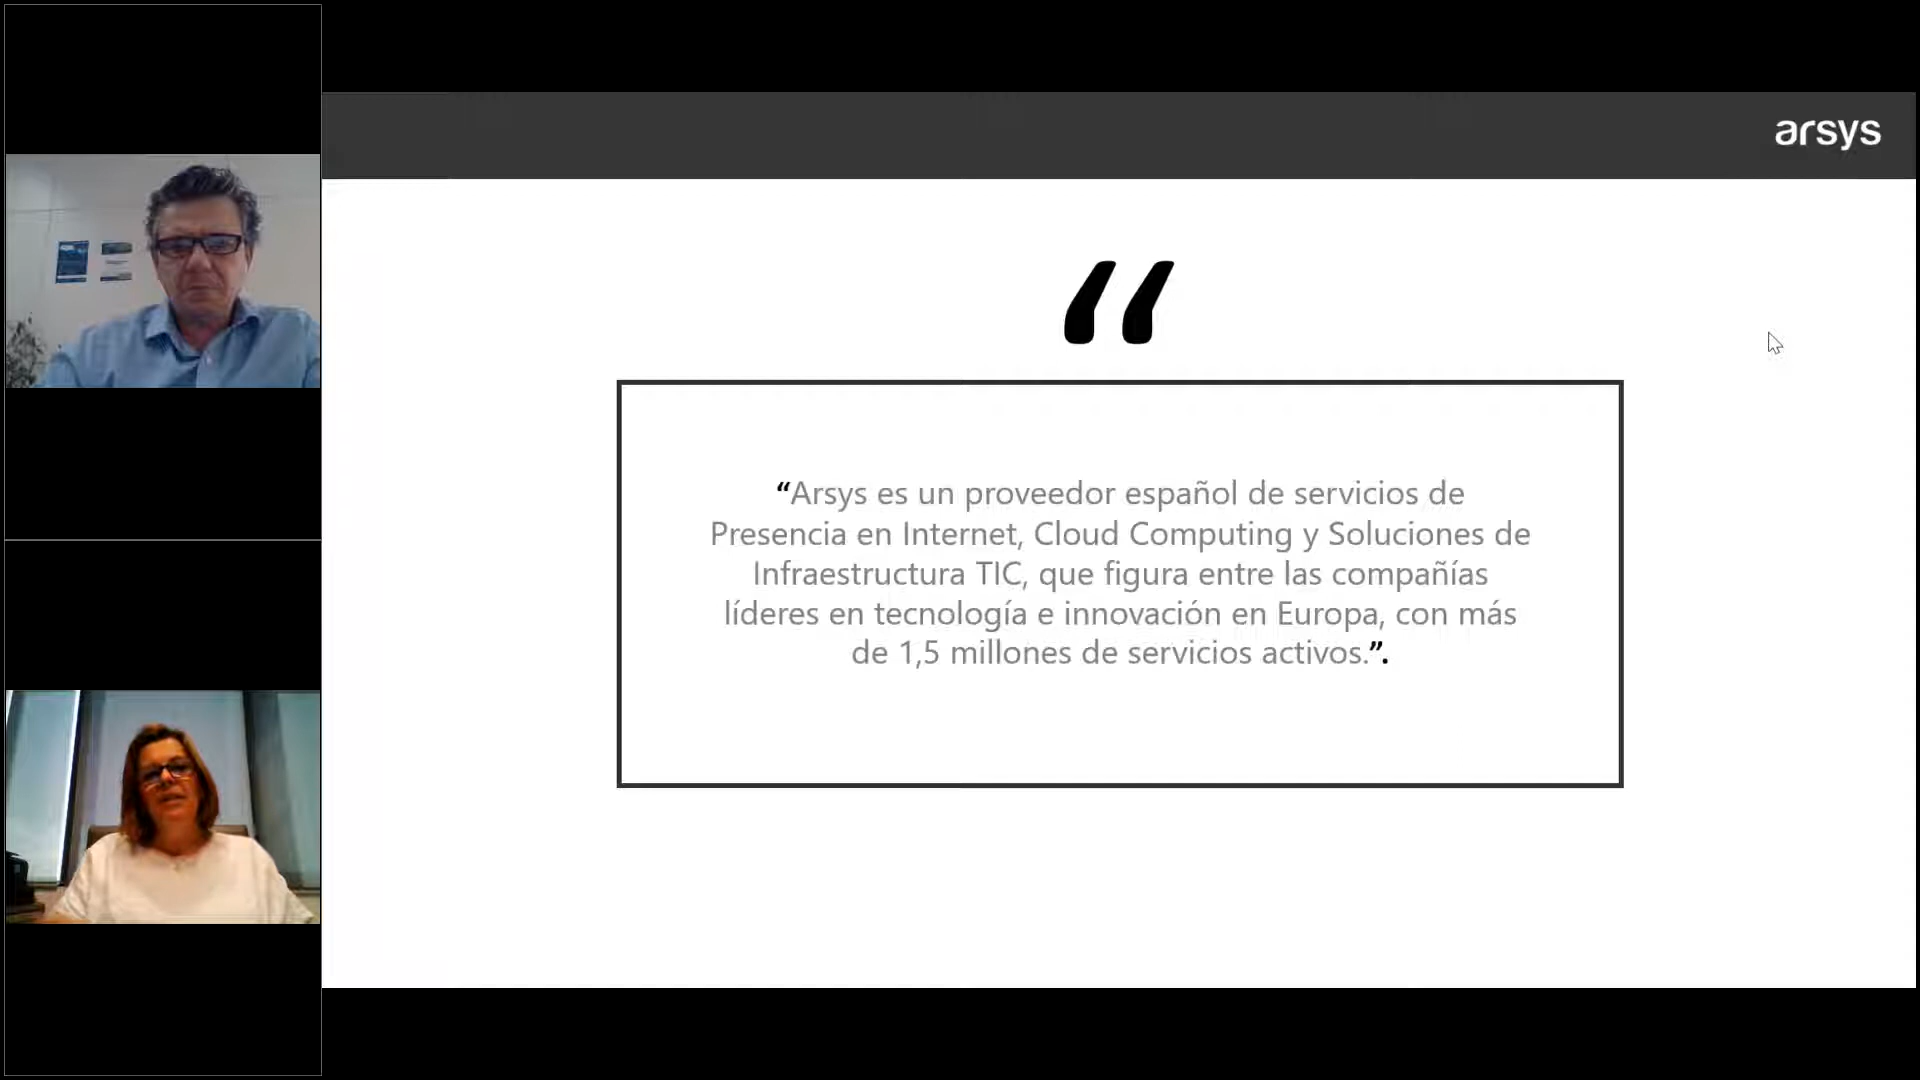 arsys
“
“Arsys es un proveedor español de servicios de
Presencia en Internet, Cloud Computing y Soluciones de
Infraestructura TIC, que figura entre las compañías
líderes en tecnología e innovación en Europa, con más
de 1,5 millones de servicios activos.”.